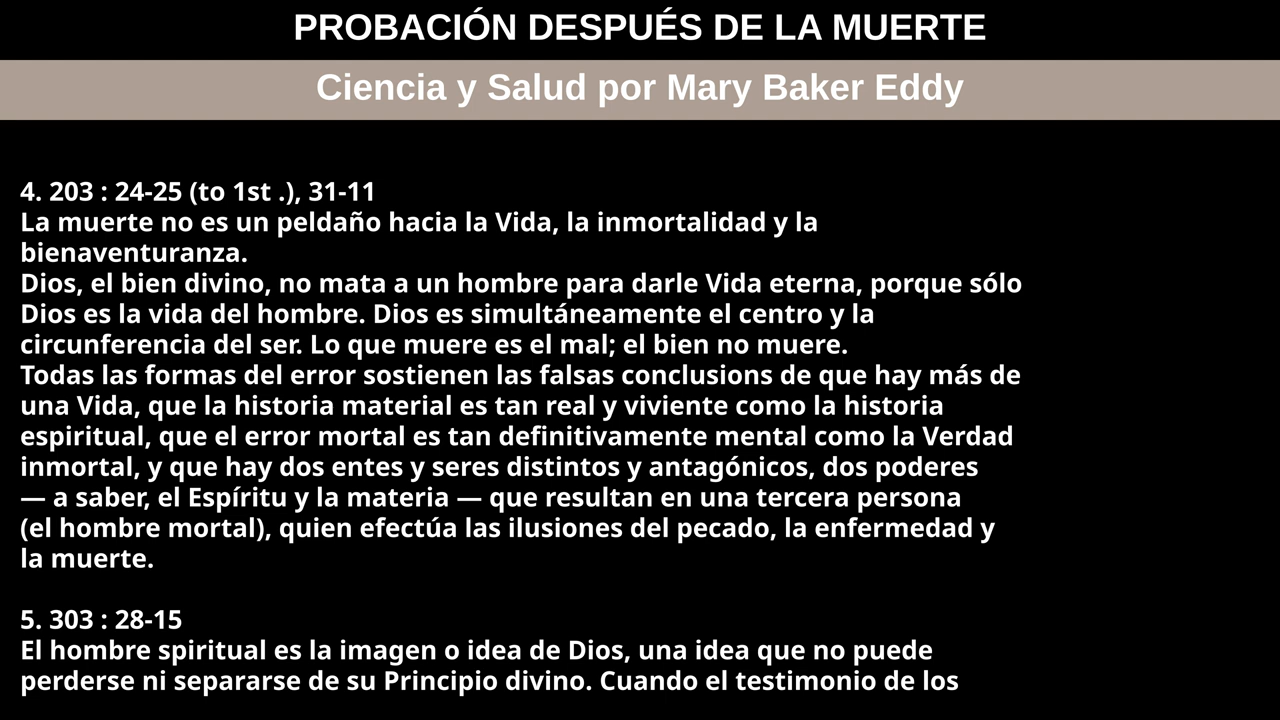 PROBACIÓN DESPUÉS DE LA MUERTE
Ciencia y Salud por Mary Baker Eddy
4. 203 : 24-25 (to 1st .), 31-11
La muerte no es un peldaño hacia la Vida, la inmortalidad y la
bienaventuranza.
Dios, el bien divino, no mata a un hombre para darle Vida eterna, porque sólo
Dios es la vida del hombre. Dios es simultáneamente el centro y la
circunferencia del ser. Lo que muere es el mal; el bien no muere.
Todas las formas del error sostienen las falsas conclusions de que hay más de
una Vida, que la historia material es tan real y viviente como la historia
espiritual, que el error mortal es tan definitivamente mental como la Verdad
inmortal, y que hay dos entes y seres distintos y antagónicos, dos poderes
— a saber, el Espíritu y la materia — que resultan en una tercera persona
(el hombre mortal), quien efectúa las ilusiones del pecado, la enfermedad y
la muerte.
5. 303 : 28-15
El hombre spiritual es la imagen o idea de Dios, una idea que no puede
perderse ni separarse de su Principio divino. Cuando el testimonio de los